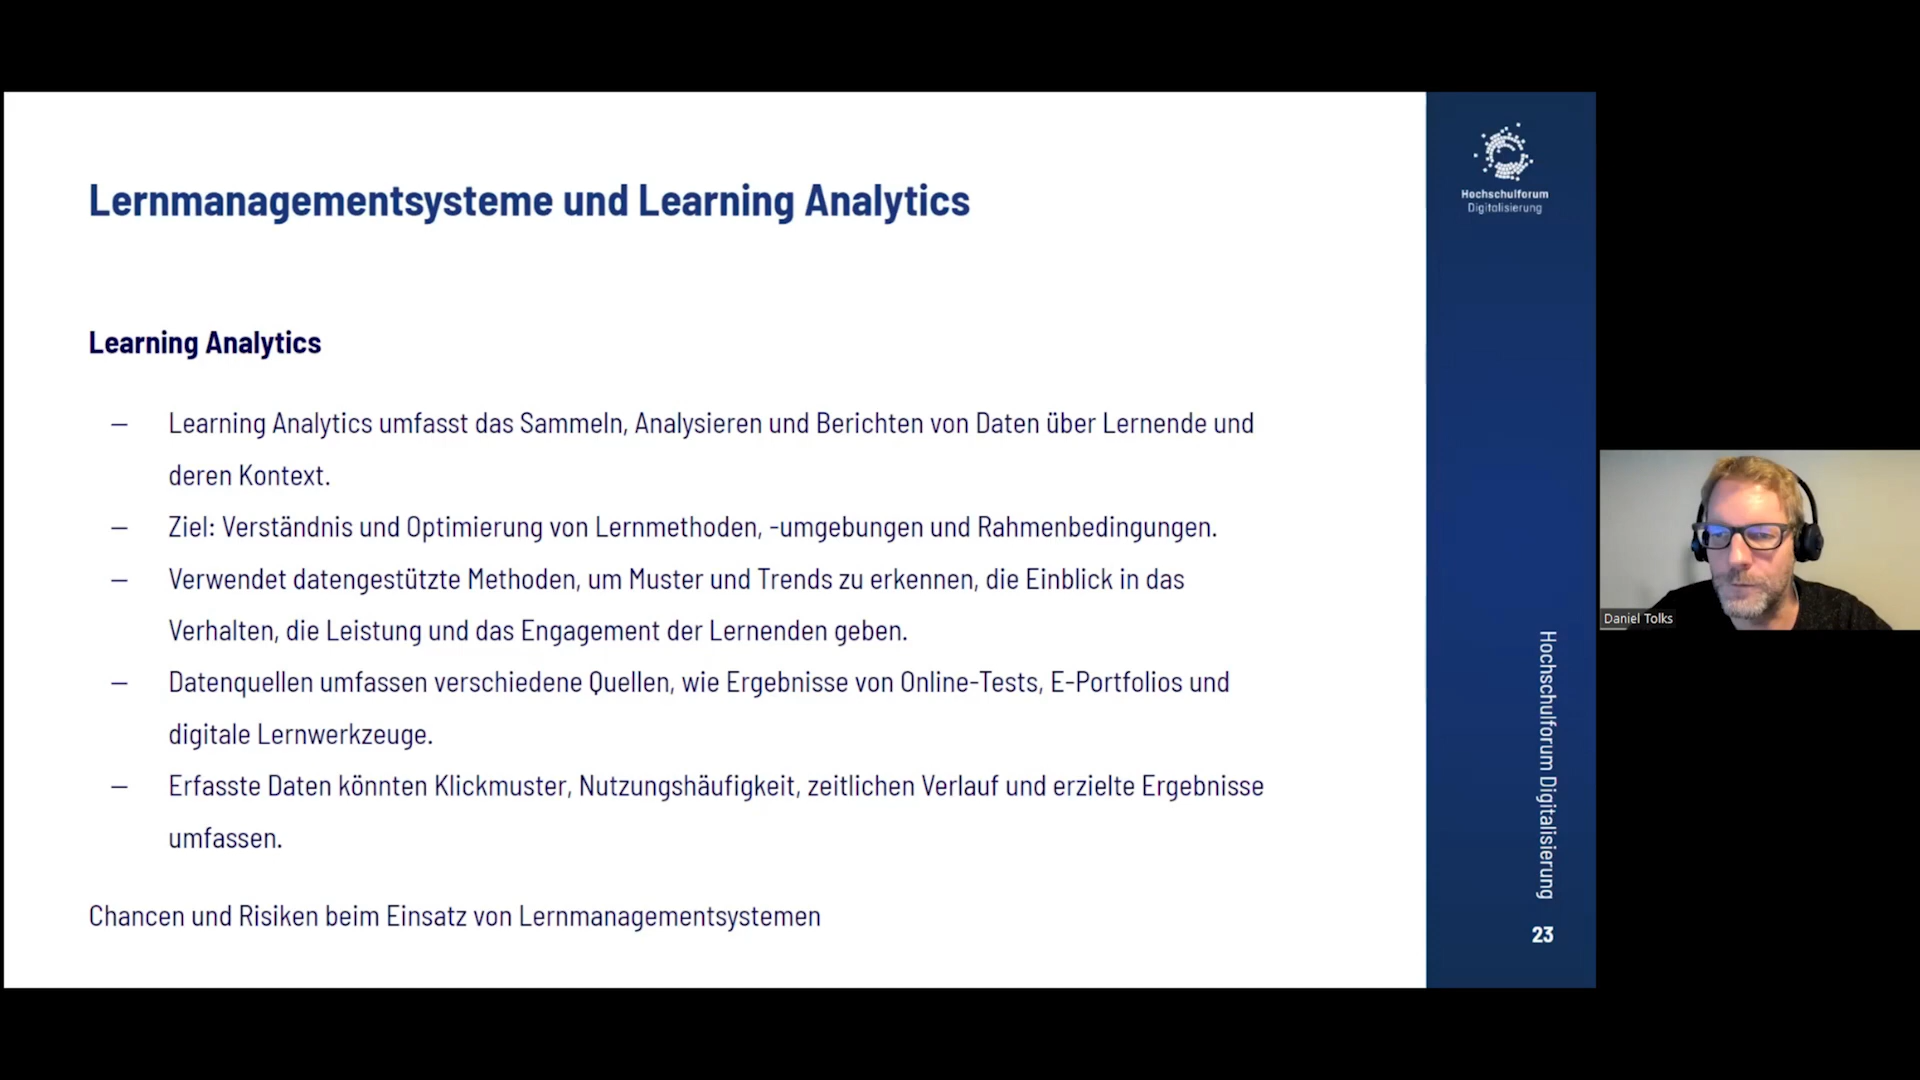 Lernmanagementsysteme und Learning Analytics
Learning Analytics
– Learning Analytics umfasst das Sammeln, Analysieren und Berichten von Daten über Lernende und
deren Kontext.
– Ziel: Verständnis und Optimierung von Lernmethoden, -umgebungen und Rahmenbedingungen.
– Verwendet datengestützte Methoden, um Muster und Trends zu erkennen, die Einblick in das
Verhalten, die Leistung und das Engagement der Lernenden geben.
– Datenquellen umfassen verschiedene Quellen, wie Ergebnisse von Online-Tests, E-Portfolios und
digitale Lernwerkzeuge.
– Erfasste Daten könnten Klickmuster, Nutzungshäufigkeit, zeitlichen Verlauf und erzielte Ergebnisse
umfassen.
Chancen und Risiken beim Einsatz von Lernmanagementsystemen
Hochschulforum
Digitalisierung
Hochschulforum Digitalisierung
23
Daniel Tolks